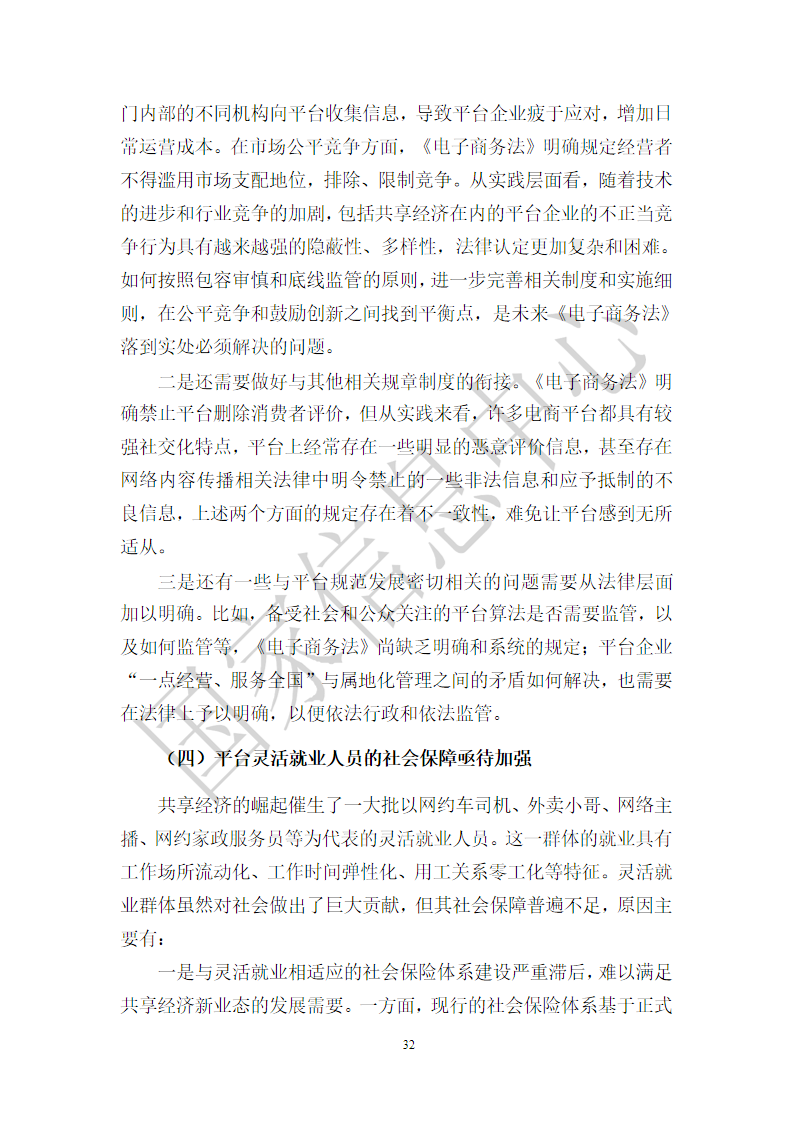 门内部的不同机构向平台收集信息，导致平台企业疲于应对，增加日
常运营成本。在市场公平竞争方面，《电子商务法》明确规定经营者
不得滥用市场支配地位，排除、限制竞争。从实践层面看，随着技术
的进步和行业竞争的加剧，包括共享经济在内的平台企业的不正当竞
争行为具有越来越强的隐蔽性、多样性，法律认定更加复杂和困难。
如何按照包容审慎和底线监管的原则，进一步完善相关制度和实施细
则，在公平竞争和鼓励创新之间找到平衡点，是未来《电子商务法》
落到实处必须解决的问题。
二是还需要做好与其他相关规章制度的衔接。《电子商务法》明
确禁止平台删除消费者评价，但从实践来看，许多电商平台都具有较
强社交化特点，平台上经常存在一些明显的恶意评价信息，甚至存在
网络内容传播相关法律中明令禁止的一些非法信息和应予抵制的不
良信息，上述两个方面的规定存在着不一致性，难免让平台感到无所
适从。
三是还有一些与平台规范发展密切相关的问题需要从法律层面
加以明确。比如，备受社会和公众关注的平台算法是否需要监管，以
及如何监管等，《电子商务法》尚缺乏明确和系统的规定；平台企业
“一点经营、服务全国”与属地化管理之间的矛盾如何解决，也需要
在法律上予以明确，以便依法行政和依法监管。
（四）平台灵活就业人员的社会保障亟待加强
共享经济的崛起催生了一大批以网约车司机、外卖小哥、网络主
播、网约家政服务员等为代表的灵活就业人员。这一群体的就业具有
工作场所流动化、工作时间弹性化、用工关系零工化等特征。灵活就
业群体虽然对社会做出了巨大贡献，但其社会保障普遍不足，原因主
要有：
一是与灵活就业相适应的社会保险体系建设严重滞后，难以满足
共享经济新业态的发展需要。一方面，现行的社会保险体系基于正式
32
国家信息中心